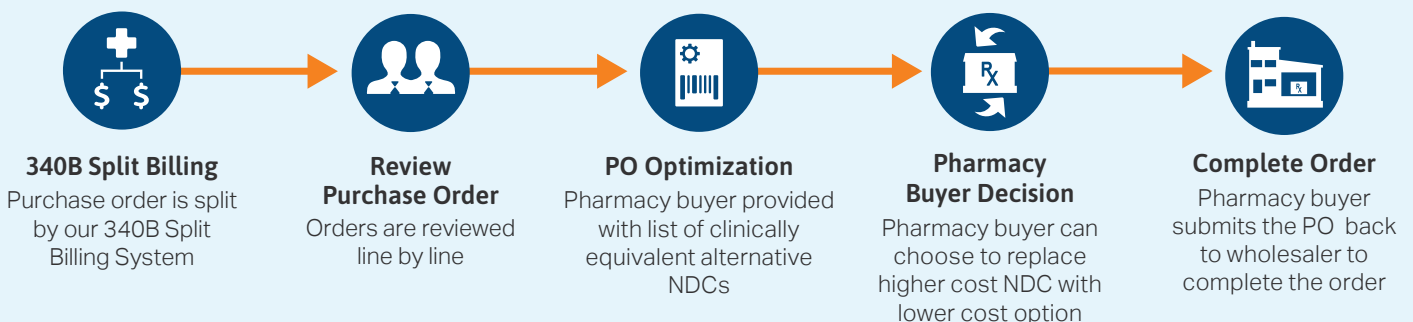 $ $
Rx
Rx
340B Split Billing
Purchase order is split
by our 340B Split
Billing System
Review
Purchase Order
Orders are reviewed
line by line
PO Optimization
Pharmacy buyer provided
with list of clinically
equivalent alternative
NDCs
Pharmacy
Buyer Decision
Pharmacy buyer can
choose to replace
higher cost NDC with
lower cost option
Complete Order
Pharmacy buyer
submits the PO back
to wholesaler to
complete the order